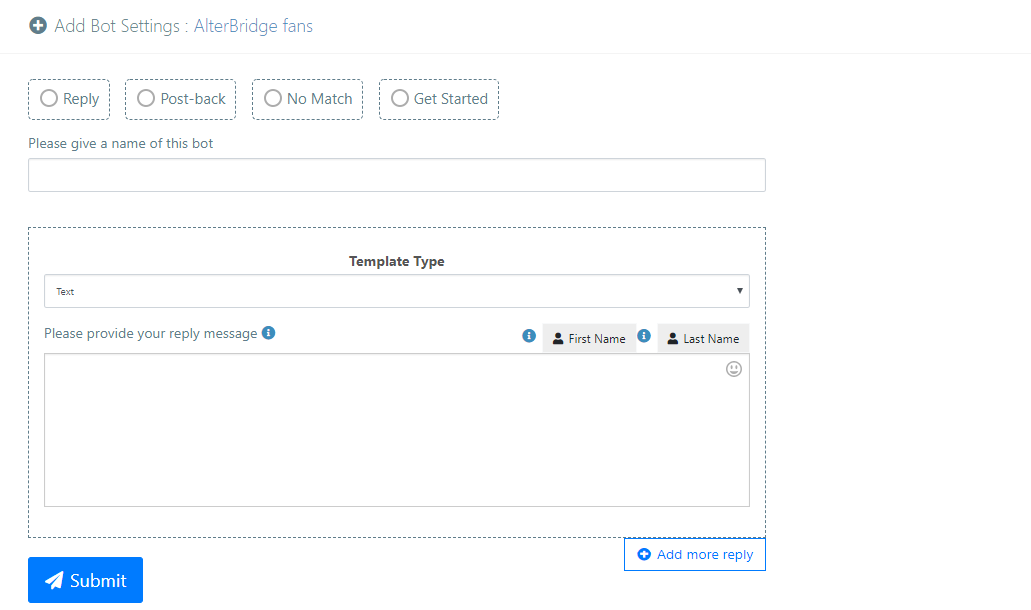 Add Bot Settings : AlterBridge fans
Reply Post-back No Match Get Started
Please give a name of this bot
Template Type
Text
Please provide your reply message First Name Last Name
Add more reply
Submit